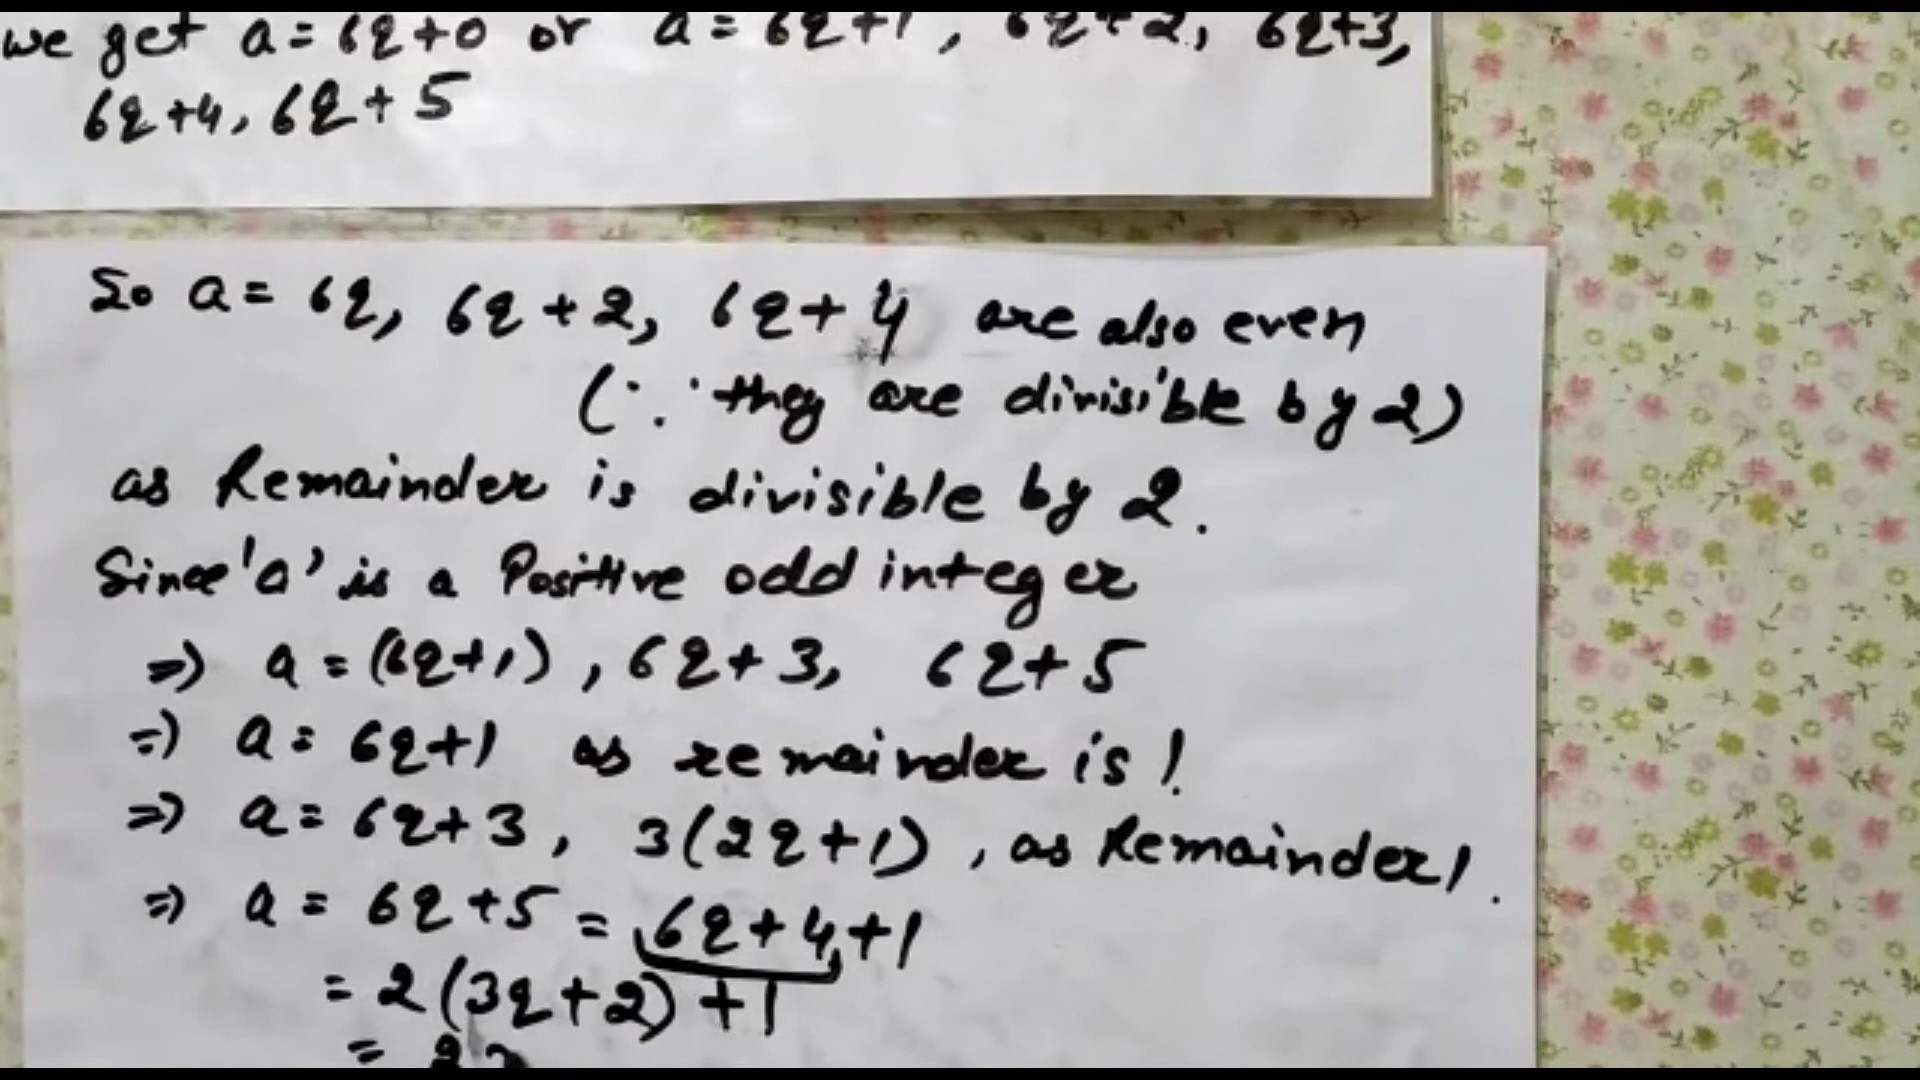 we get a = 6q+0 or a = 6q+1, 6q+2, 6q+3,
6q+4, 6q+5
So a = 6q, 6q+2, 6q+4 are also even
(∵ they are divisible by 2)
as Remainder is divisible by 2.
Since 'a' is a Positive odd integer
=> a = (6q+1), 6q+3, 6q+5
=> a = 6q+1 as remainder is 1
=> a = 6q+3, 3(2q+1), as Remainder 1.
=> a = 6q+5 = 6q+4+1
= 2(3q+2)+1
=